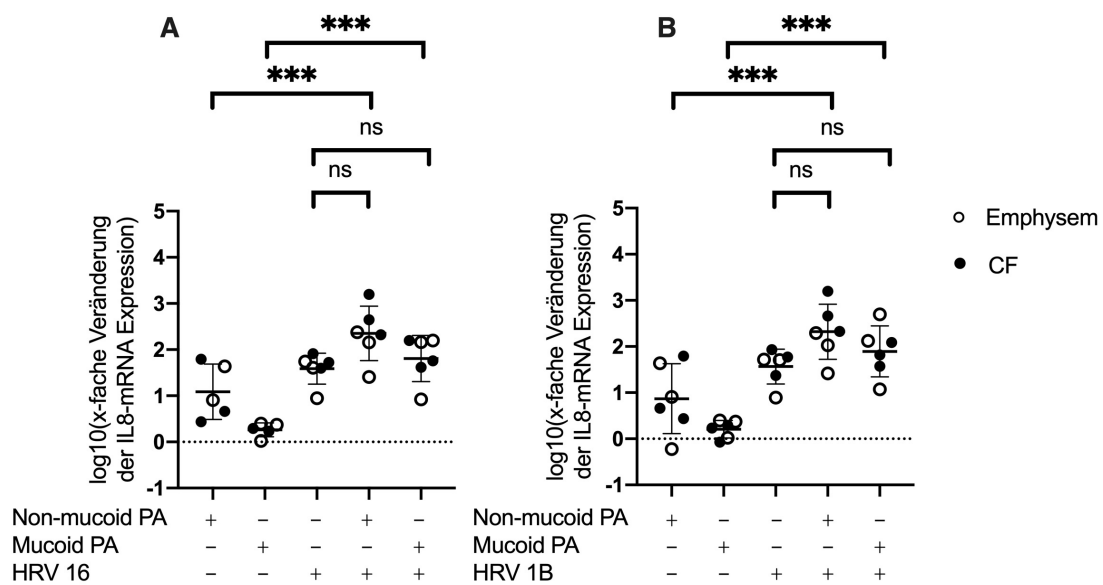 A
***
***
ns
ns
log10(x-fache Veränderung
der IL8-mRNA Expression)
5
4
3
2
1
0
-1
Non-mucoid PA + − − + −
Mucoid PA − + − − +
HRV 16 − − + + +
B
***
***
ns
ns
log10(x-fache Veränderung
der IL8-mRNA Expression)
5
4
3
2
1
0
-1
Non-mucoid PA + − − + −
Mucoid PA − + − − +
HRV 1B − − + + +
Emphysem
CF